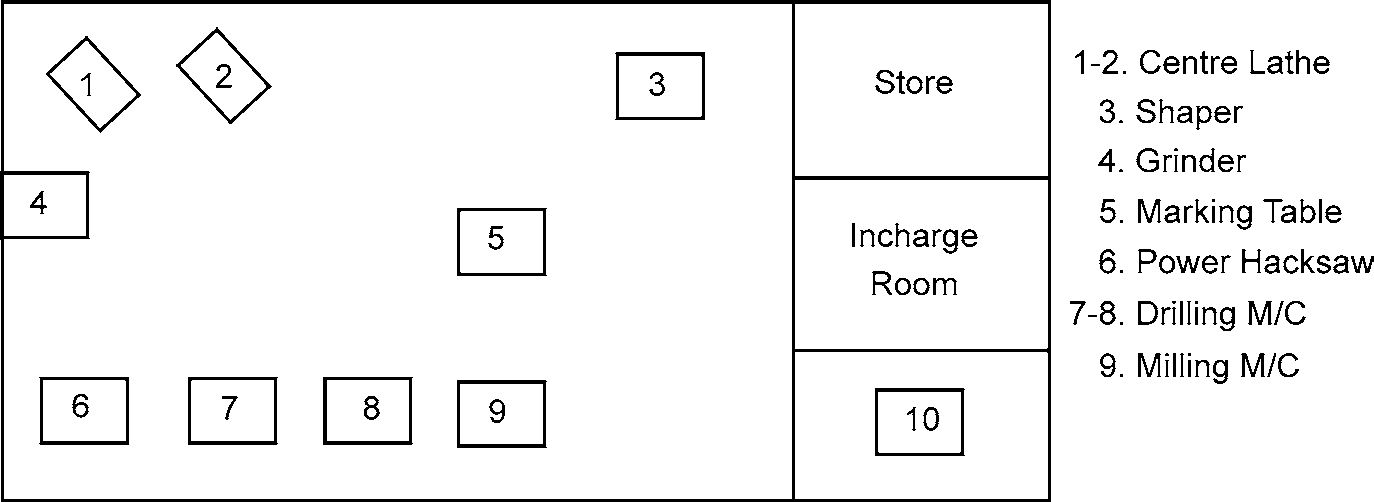 1
2
3
Store
4
5
Incharge
Room
6
7
8
9
10
1-2. Centre Lathe
3. Shaper
4. Grinder
5. Marking Table
6. Power Hacksaw
7-8. Drilling M/C
9. Milling M/C